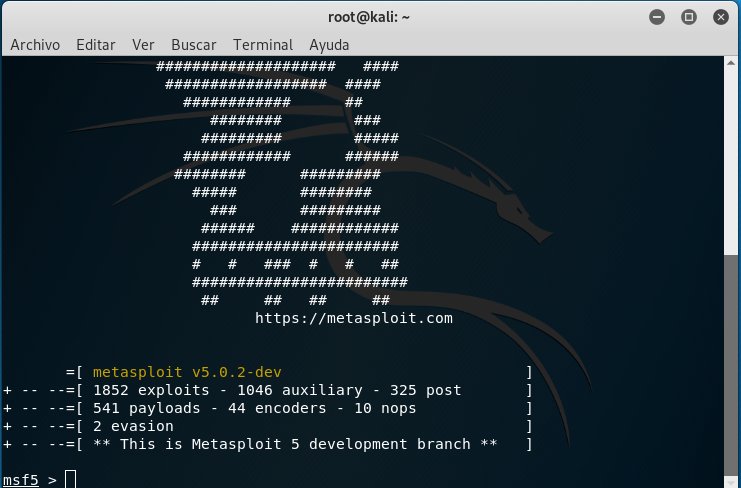 root@kali: ~
Archivo Editar Ver Buscar Terminal Ayuda
#################### ####
################## ####
############ ##
######## ###
######### #####
############ ######
######## #########
##### ########
### #########
###### ############
#######################
# # ### # # ##
########################
## ## ## ##
https://metasploit.com
=[ metasploit v5.0.2-dev ]
+ -- --=[ 1852 exploits - 1046 auxiliary - 325 post ]
+ -- --=[ 541 payloads - 44 encoders - 10 nops ]
+ -- --=[ 2 evasion ]
+ -- --=[ ** This is Metasploit 5 development branch ** ]
msf5 >